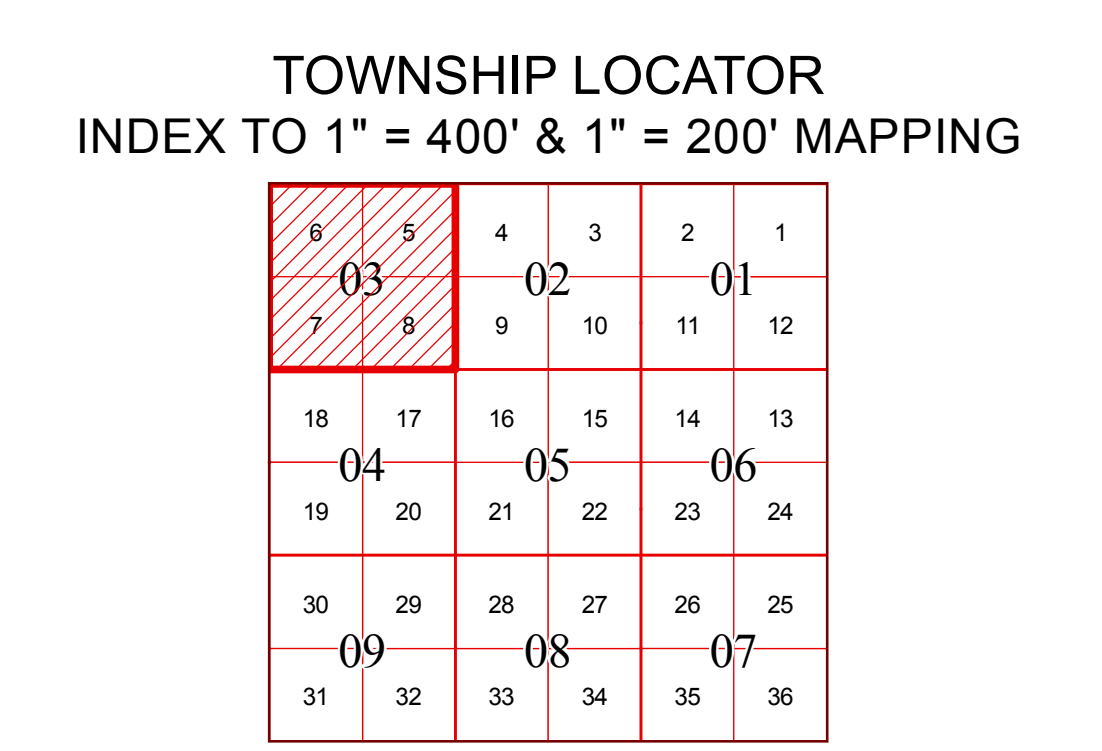 TOWNSHIP LOCATOR
INDEX TO 1" = 400' & 1" = 200' MAPPING
6 5 4 3 2 1
03 02 01
7 8 9 10 11 12
18 17 16 15 14 13
04 05 06
19 20 21 22 23 24
30 29 28 27 26 25
09 08 07
31 32 33 34 35 36